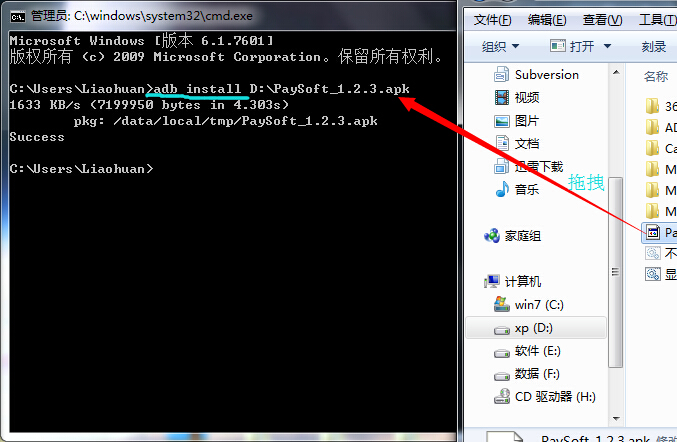 管理员: C:\windows\system32\cmd.exe
Microsoft Windows [版本 6.1.7601]
版权所有 (c) 2009 Microsoft Corporation。保留所有权利。
C:\Users\Liaohuan>adb install D:\PaySoft_1.2.3.apk
1633 KB/s (7199950 bytes in 4.303s)
pkg: /data/local/tmp/PaySoft_1.2.3.apk
Success
C:\Users\Liaohuan>
文件(F)
编辑(E)
查看(V)
工具(T)
组织
打开
刻录
Subversion
视频
图片
文档
迅雷下载
音乐
拖拽
家庭组
计算机
win7 (C:)
xp (D:)
软件 (E:)
数据 (F:)
CD 驱动器 (H:)
名称
36
AD
Ca
M
M
M
Pa
不
显
PaySoft_1.2.3.apk 修改